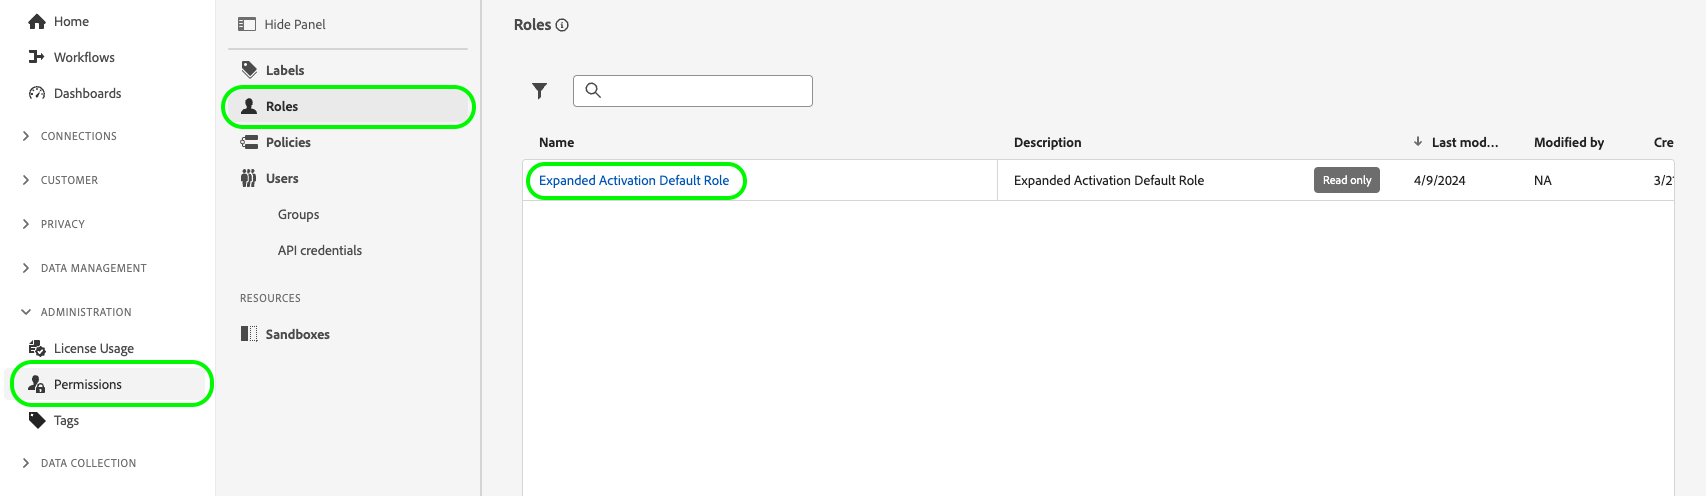 Home
Workflows
Dashboards
CONNECTIONS
CUSTOMER
PRIVACY
DATA MANAGEMENT
ADMINISTRATION
License Usage
Permissions
Tags
DATA COLLECTION
Hide Panel
Labels
Roles
Policies
Users
Groups
API credentials
RESOURCES
Sandboxes
Roles
Name Description Last mod... Modified by Cre
Expanded Activation Default Role Expanded Activation Default Role Read only 4/9/2024 NA